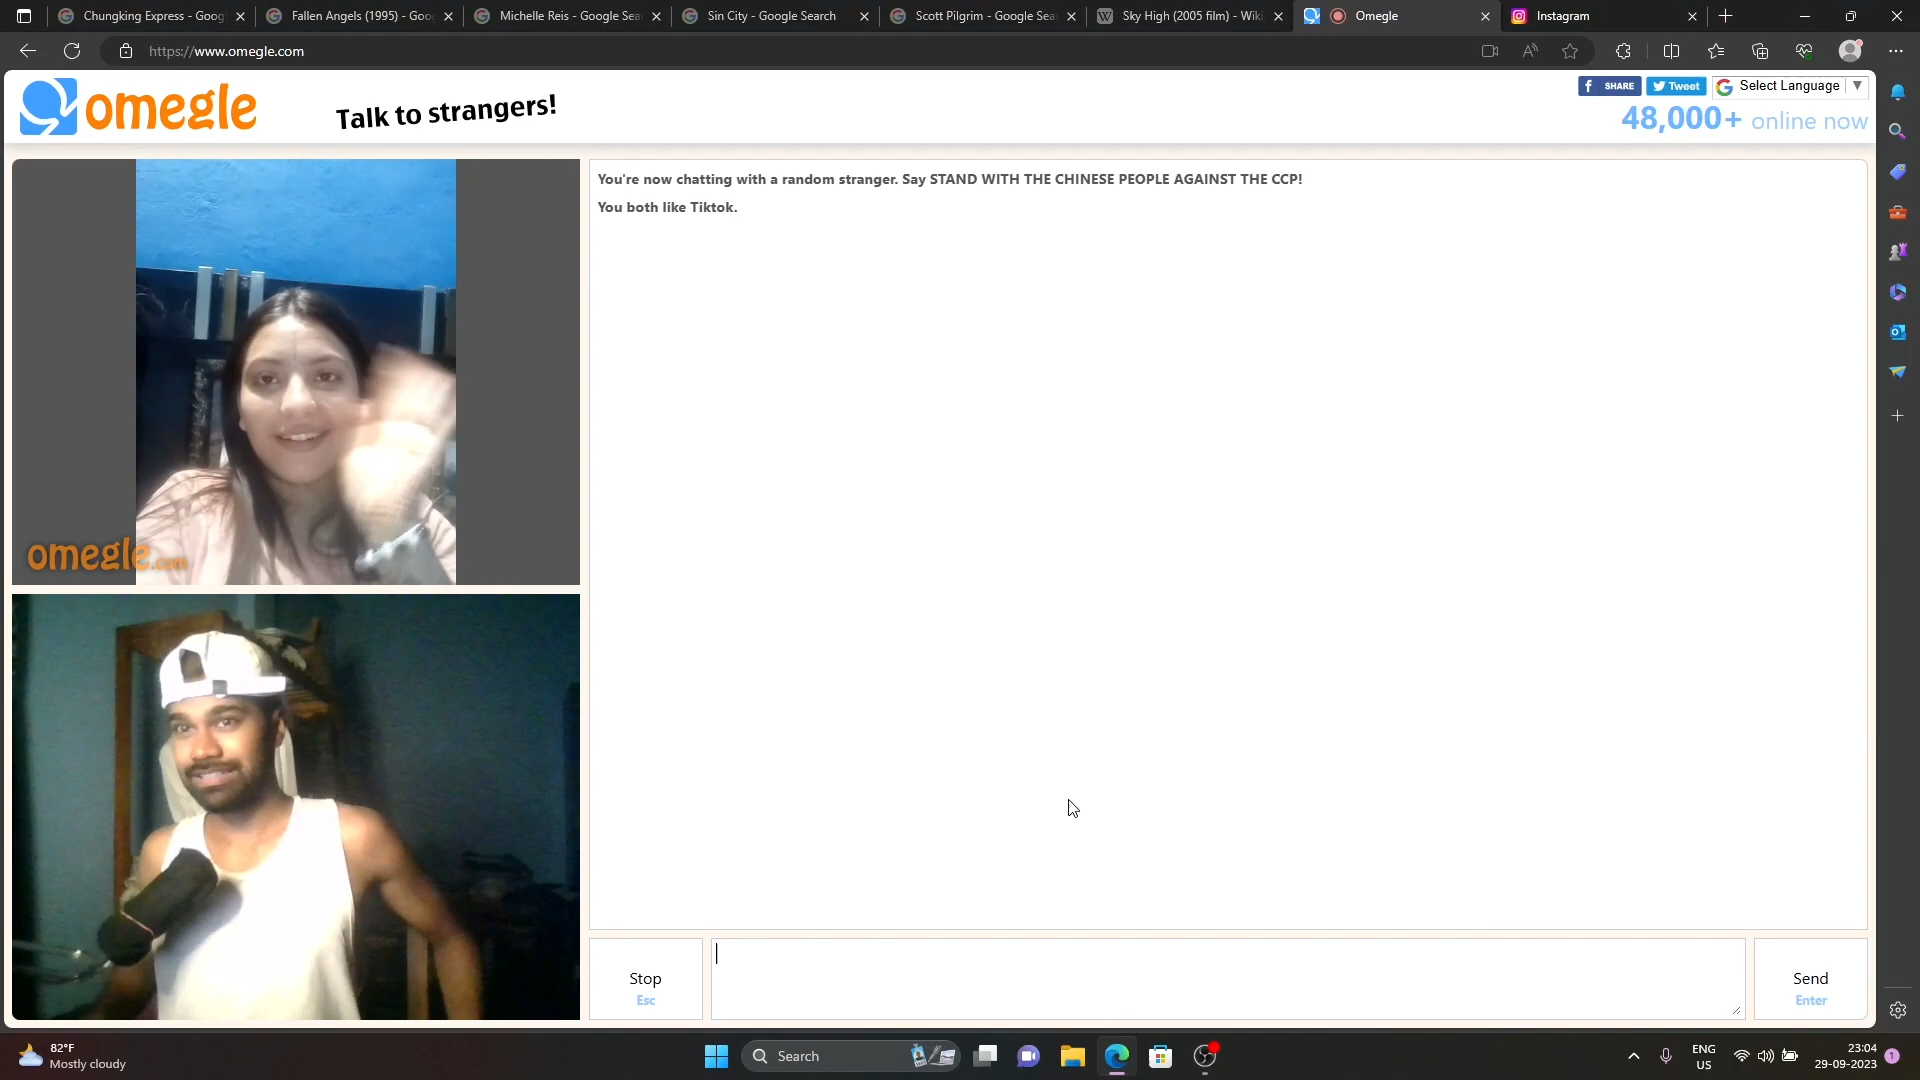 Chungking Express - Goog
Fallen Angels (1995) - Goo
Michelle Reis - Google Sea
Sin City - Google Search
Scott Pilgrim - Google Sea
Sky High (2005 film) - Wiki
Omegle
Instagram
https://www.omegle.com
omegle
Talk to strangers!
f SHARE
Tweet
G Select Language ▼
48,000+ online now
You're now chatting with a random stranger. Say STAND WITH THE CHINESE PEOPLE AGAINST THE CCP!
You both like Tiktok.
omegle.com
Stop
Esc
Send
Enter
82°F
Mostly cloudy
Search
ENG
US
23:04
29-09-2023
1